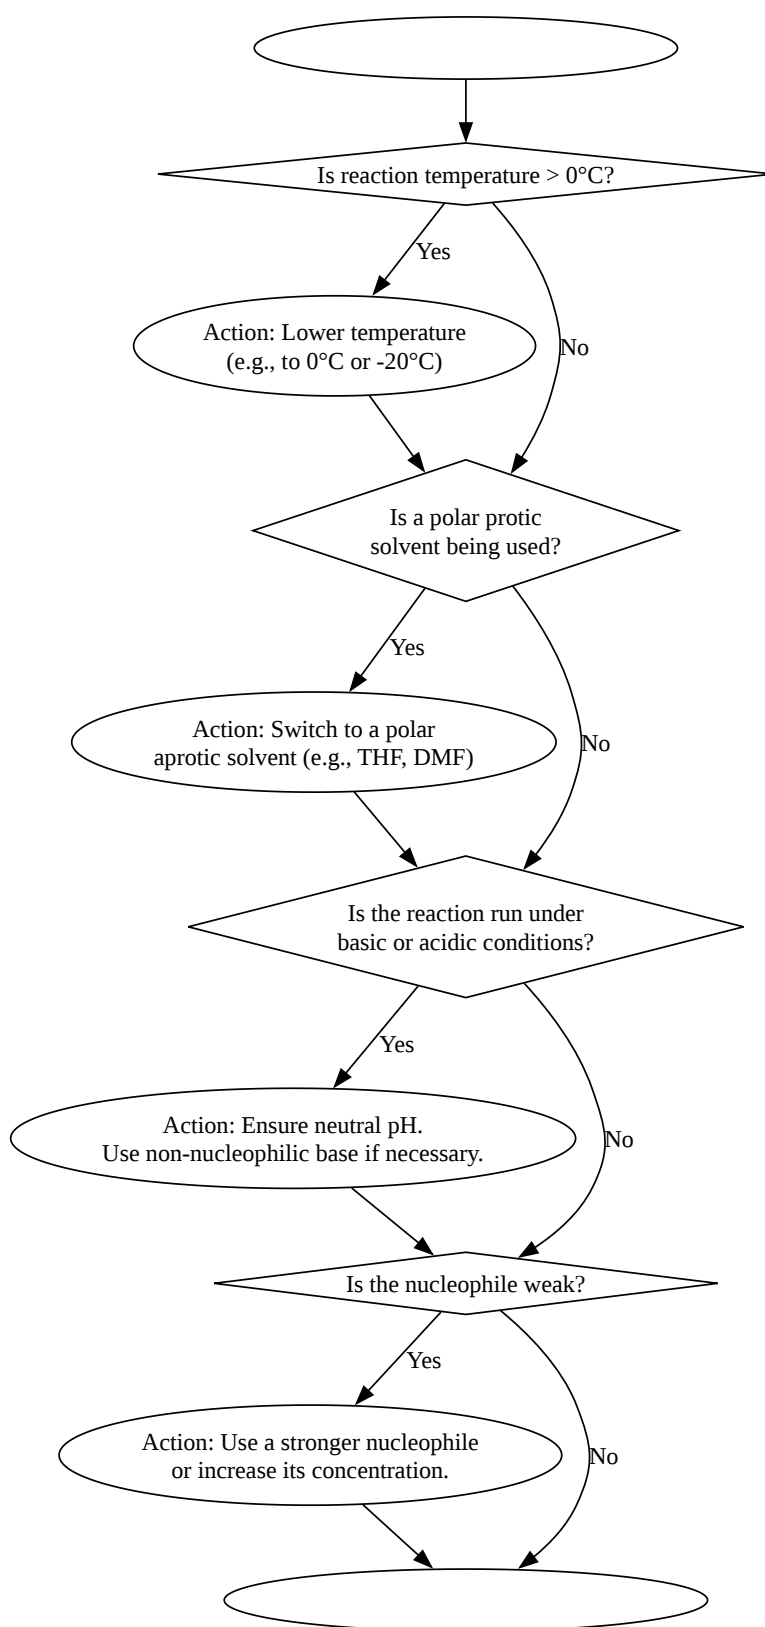 Is reaction temperature > 0°C?
Yes
Action: Lower temperature
(e.g., to 0°C or -20°C)
No
Is a polar protic
solvent being used?
Yes
Action: Switch to a polar
aprotic solvent (e.g., THF, DMF)
No
Is the reaction run under
basic or acidic conditions?
Yes
Action: Ensure neutral pH.
Use non-nucleophilic base if necessary.
No
Is the nucleophile weak?
Yes
Action: Use a stronger nucleophile
or increase its concentration.
No